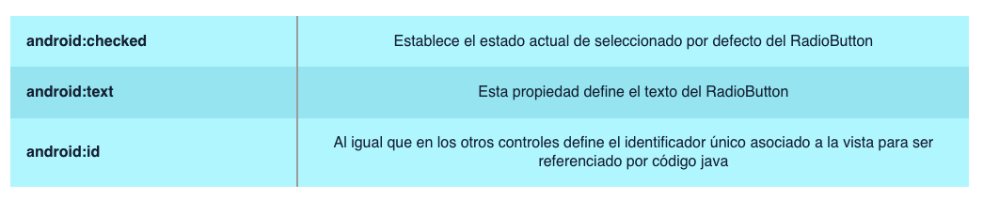 android:checked
Establece el estado actual de seleccionado por defecto del RadioButton
android:text
Esta propiedad define el texto del RadioButton
android:id
Al igual que en los otros controles define el identificador único asociado a la vista para ser
referenciado por código java